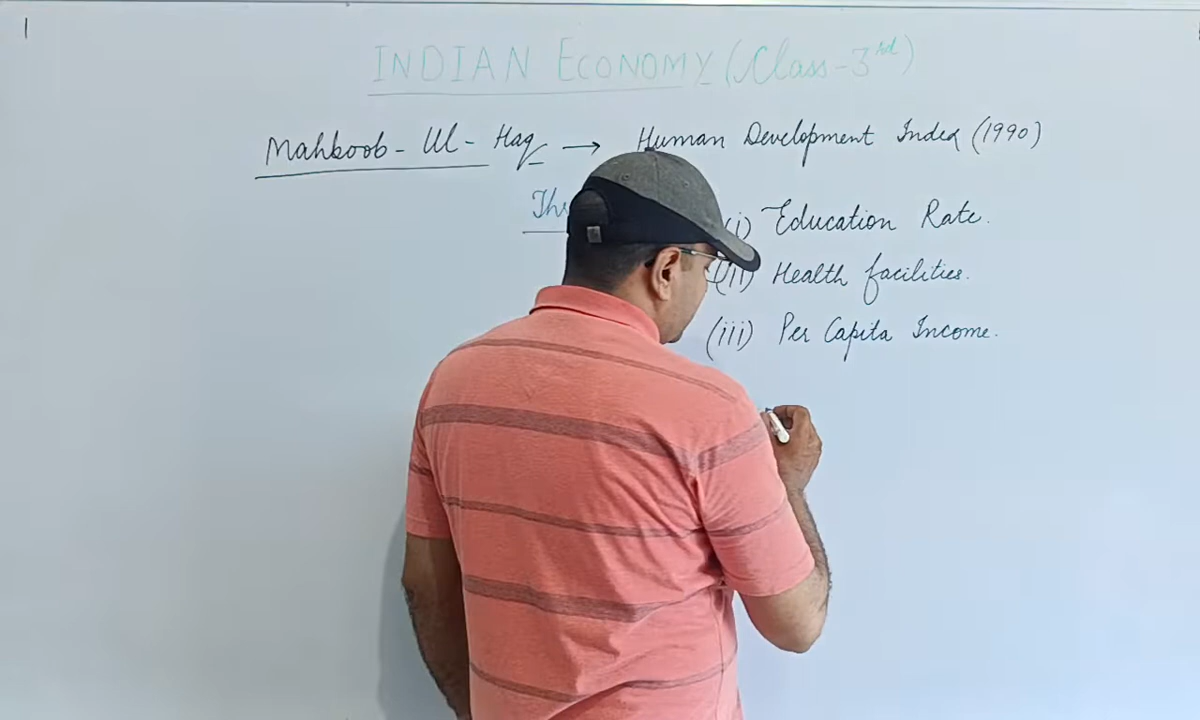 INDIAN ECONOMY (Class-3rd)
Mahboob-Ul-Haq → Human Development Index (1990)
(i) Education Rate.
(ii) Health facilities.
(iii) Per Capita Income.